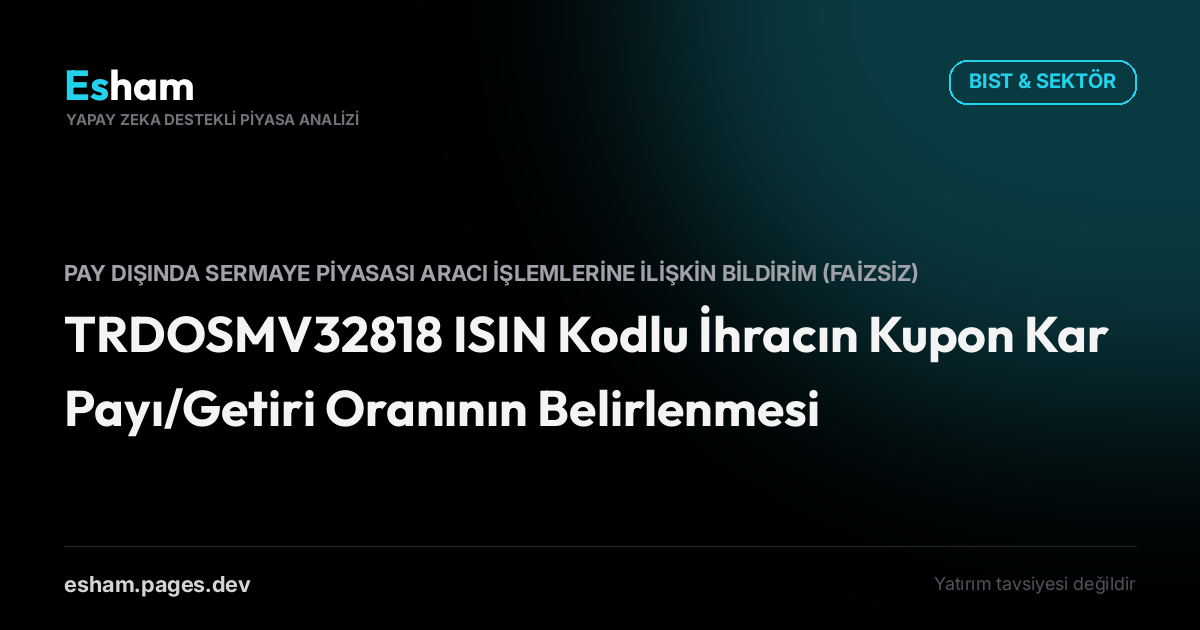 Esham
YAPAY ZEKA DESTEKLİ PİYASA ANALİZİ
BIST & SEKTÖR
PAY DIŞINDA SERMAYE PİYASASI ARACI İŞLEMLERİNE İLİŞKİN BİLDİRİM (FAİZSİZ)
TRDOSMV32818 ISIN Kodlu İhracın Kupon Kar
Payı/Getiri Oranının Belirlenmesi
esham.pages.dev
Yatırım tavsiyesi değildir